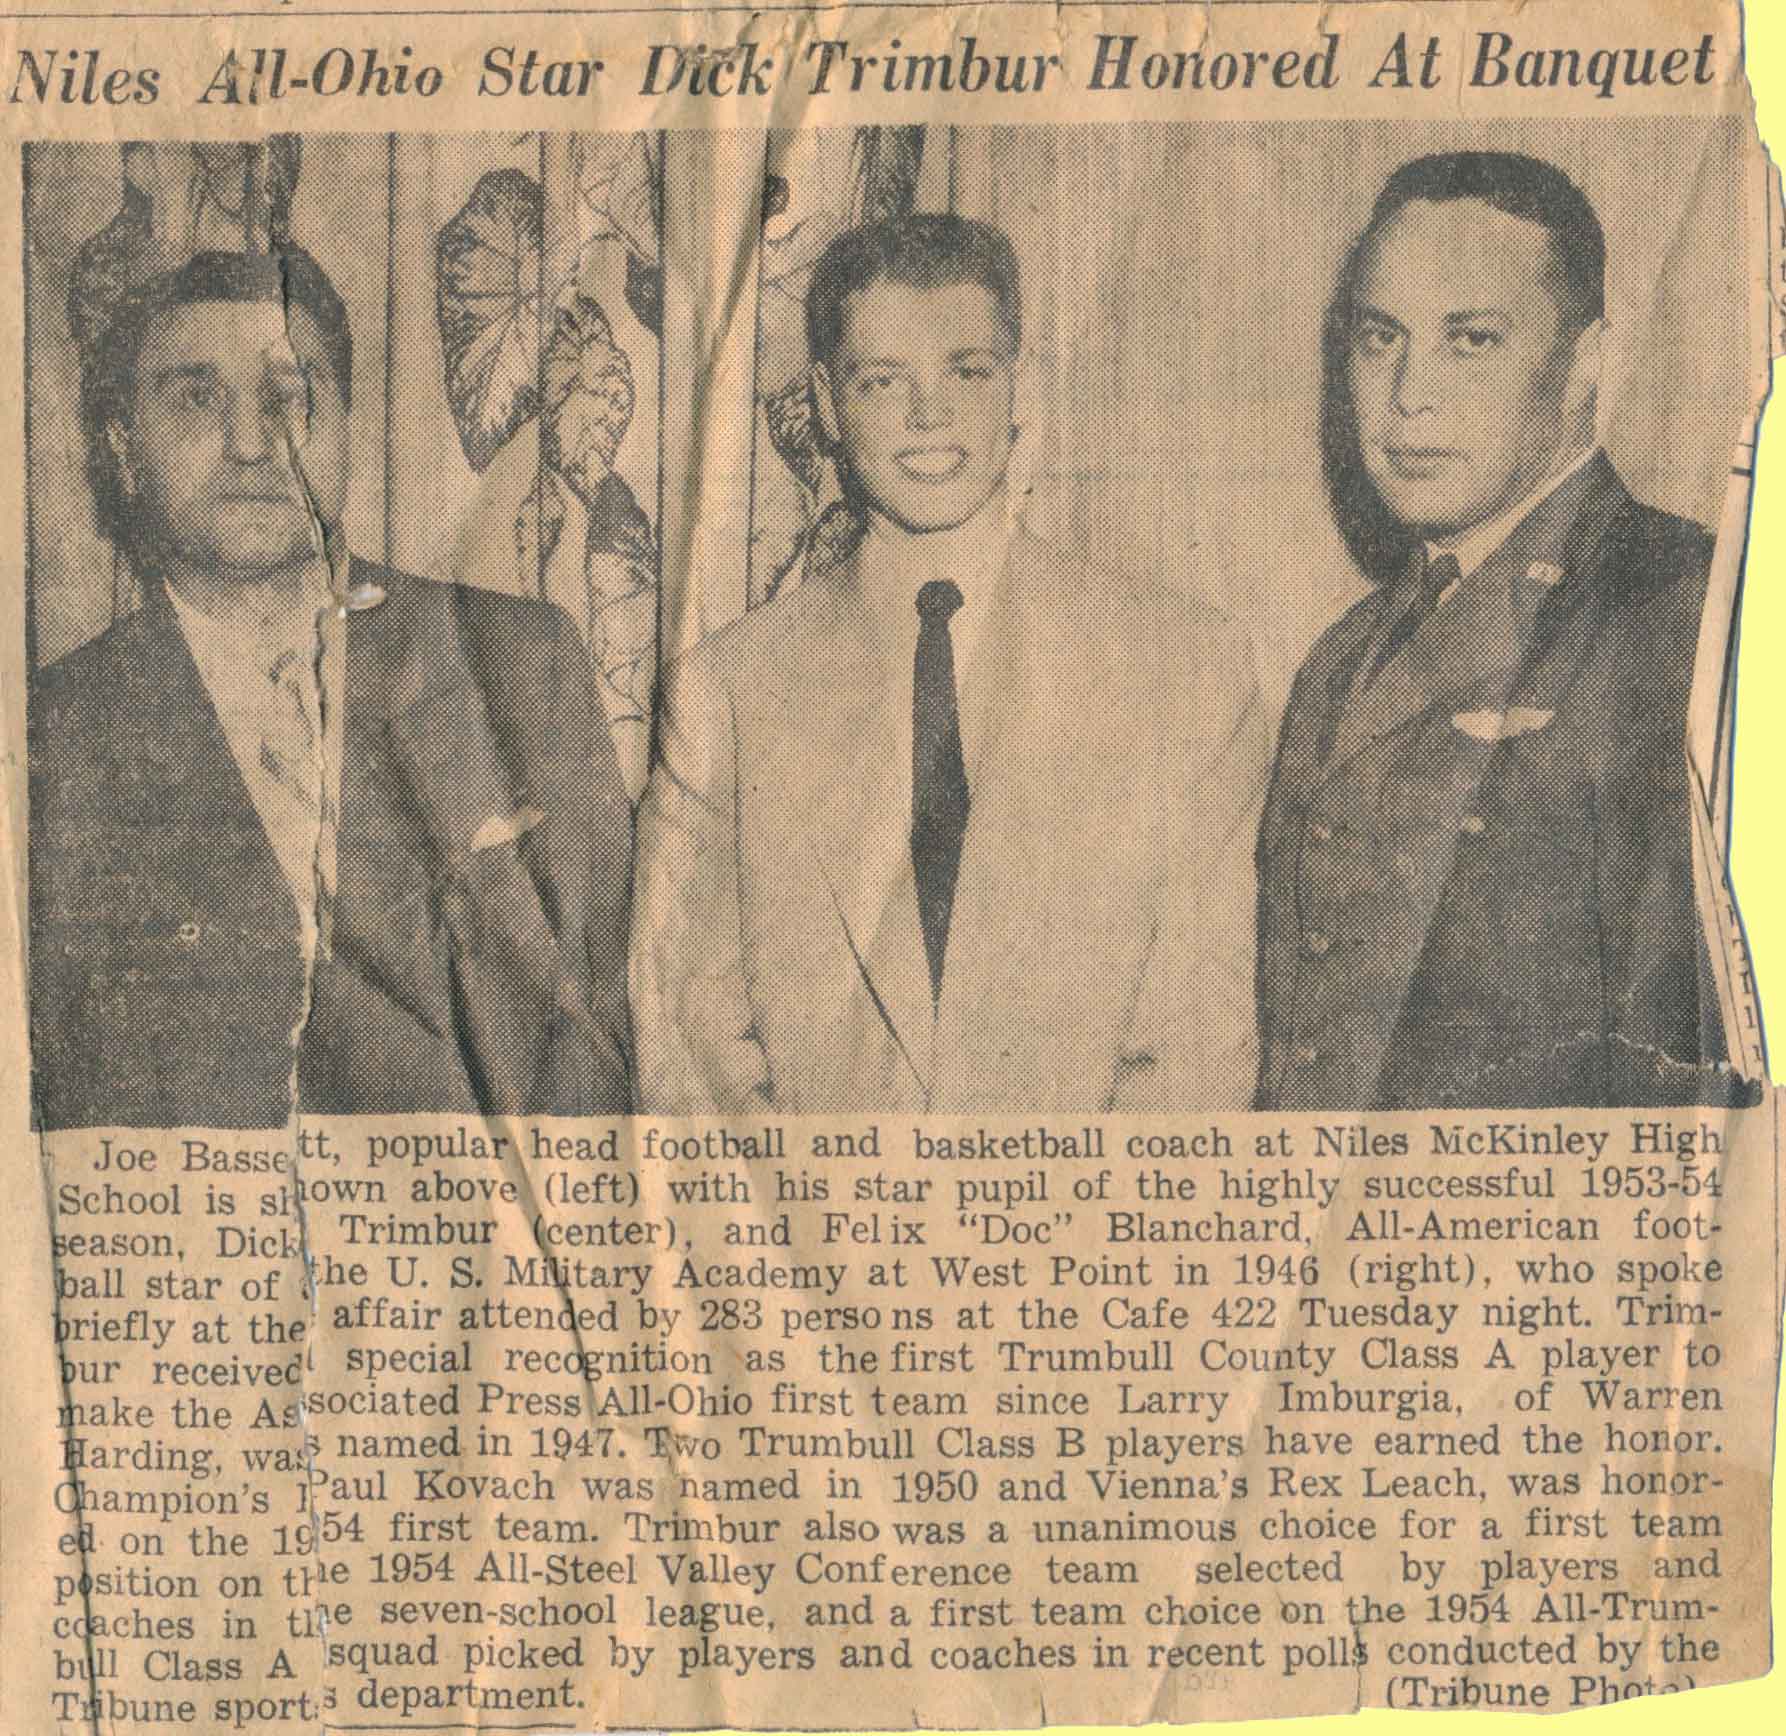 Niles All-Ohio Star Dick Trimbur Honored At Banquet
Joe Bassett, popular head football and basketball coach at Niles McKinley High
School is shown above (left) with his star pupil of the highly successful 1953-54
season, Dick Trimbur (center), and Felix “Doc” Blanchard, All-American foot-
ball star of the U. S. Military Academy at West Point in 1946 (right), who spoke
briefly at the affair attended by 283 persons at the Cafe 422 Tuesday night. Trim-
bur received special recognition as the first Trumbull County Class A player to
make the Associated Press All-Ohio first team since Larry Imburgia, of Warren
Harding, was named in 1947. Two Trumbull Class B players have earned the honor.
Champion's Paul Kovach was named in 1950 and Vienna's Rex Leach, was honor-
ed on the 1954 first team. Trimbur also was a unanimous choice for a first team
position on the 1954 All-Steel Valley Conference team selected by players and
coaches in the seven-school league, and a first team choice on the 1954 All-Trum-
bull Class A squad picked by players and coaches in recent polls conducted by the
Tribune sports department. (Tribune Photo)